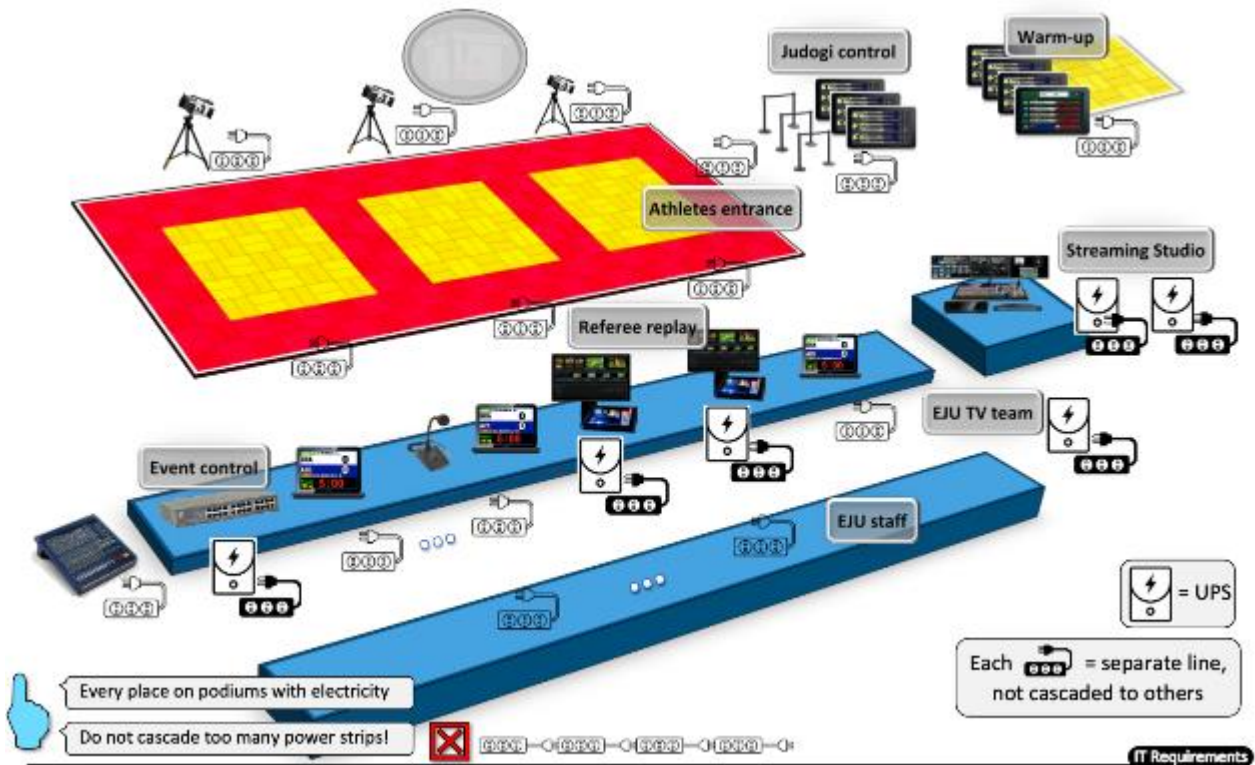 Judogi control
Warm-up
Athletes entrance
Streaming Studio
Referee replay
EJU TV team
Event control
5:00
EJU staff
= UPS
Each = separate line,
not cascaded to others
Every place on podiums with electricity
Do not cascade too many power strips!
IT Requirements